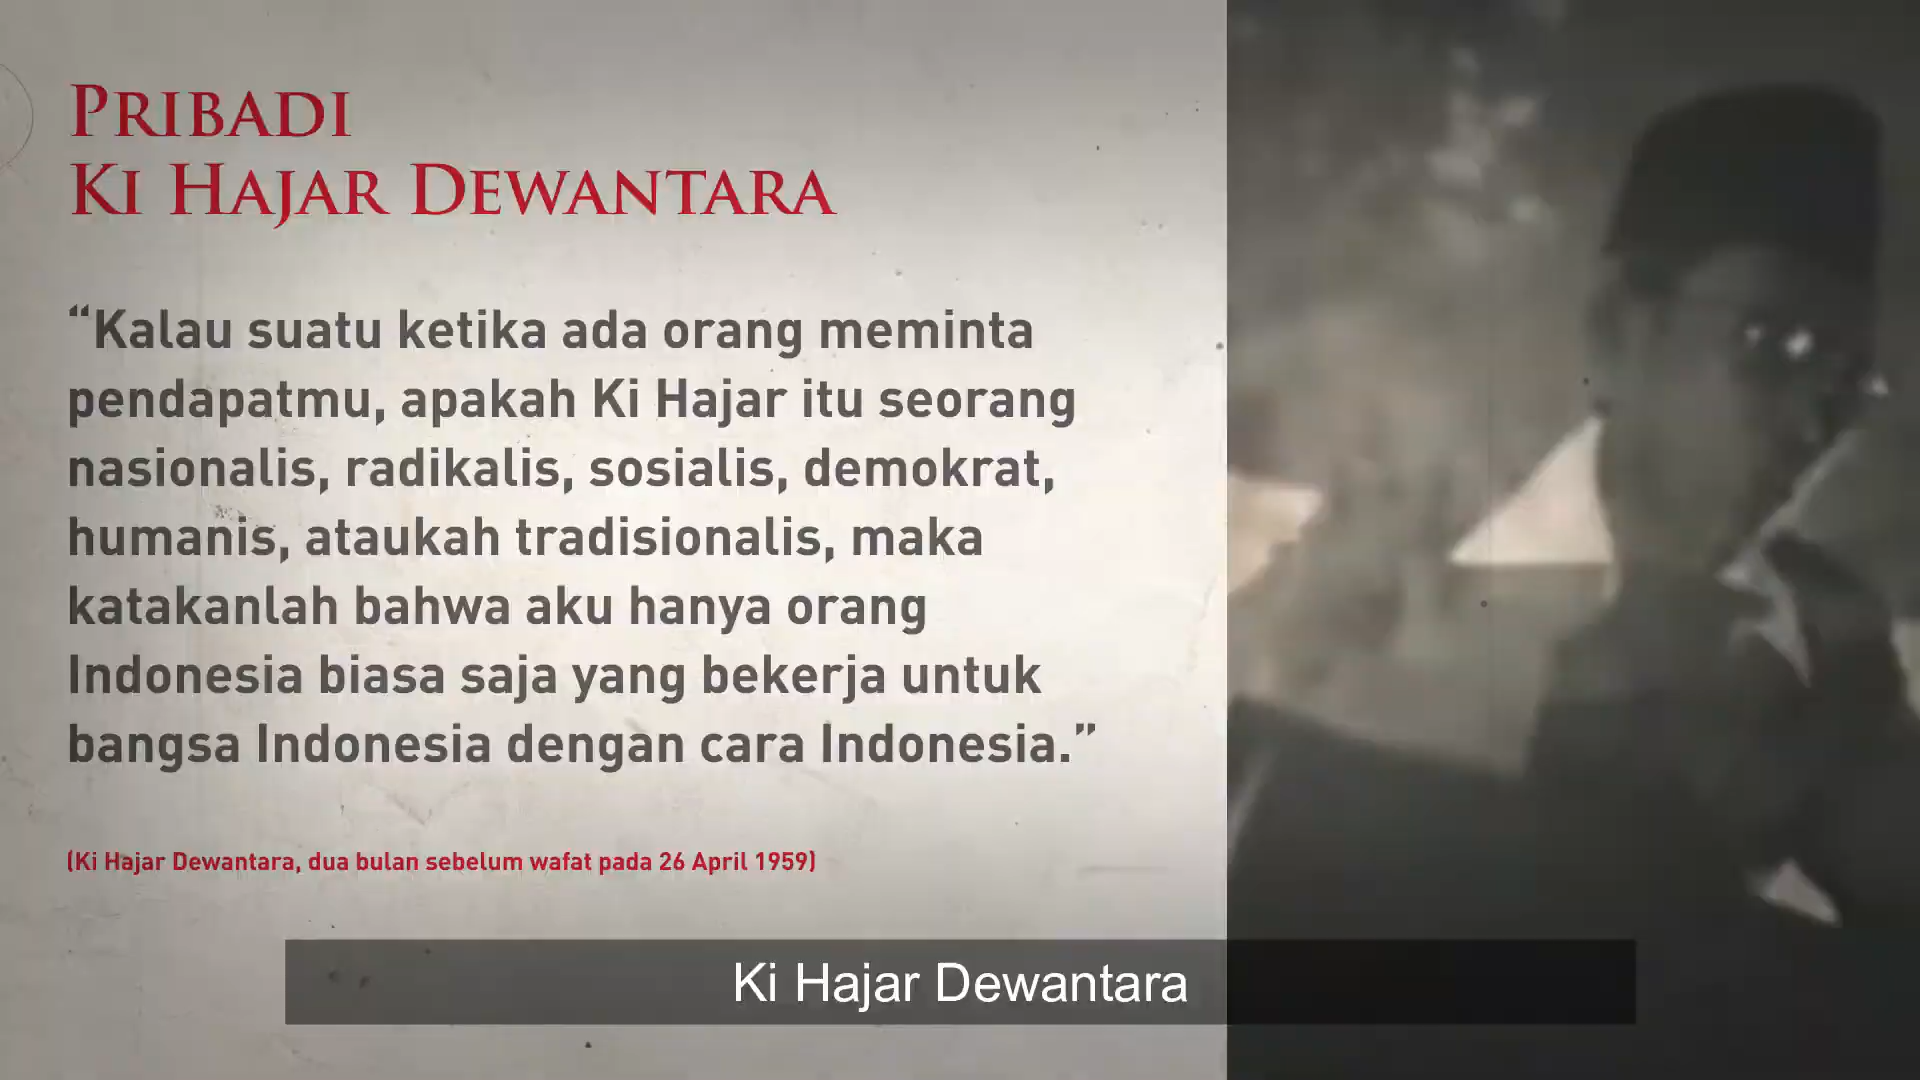 PRIBADI
KI HAJAR DEWANTARA
“Kalau suatu ketika ada orang meminta
pendapatmu, apakah Ki Hajar itu seorang
nasionalis, radikalis, sosialis, demokrat,
humanis, ataukah tradisionalis, maka
katakanlah bahwa aku hanya orang
Indonesia biasa saja yang bekerja untuk
bangsa Indonesia dengan cara Indonesia.”
(Ki Hajar Dewantara, dua bulan sebelum wafat pada 26 April 1959)
Ki Hajar Dewantara